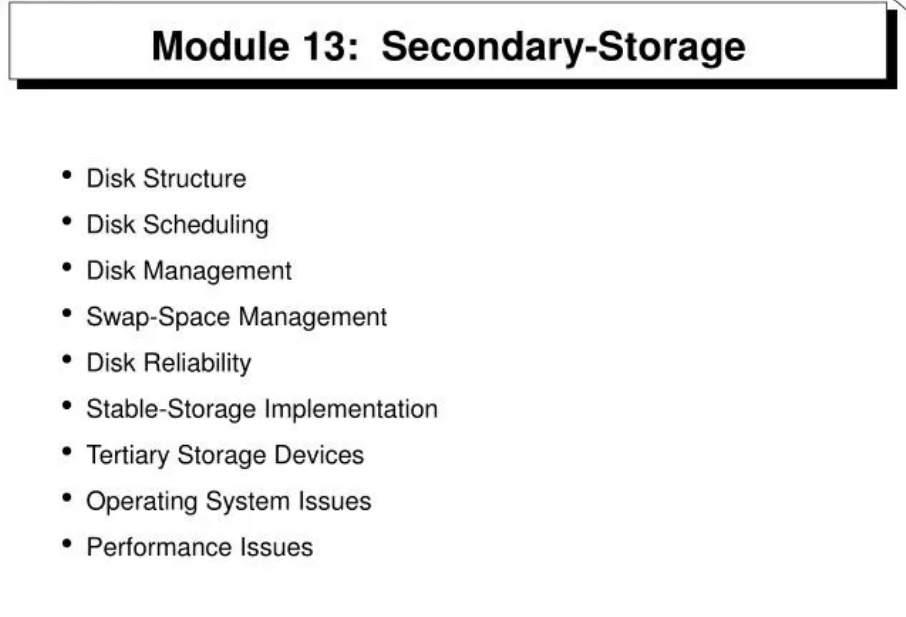 Module 13: Secondary-Storage
• Disk Structure
• Disk Scheduling
• Disk Management
• Swap-Space Management
• Disk Reliability
• Stable-Storage Implementation
• Tertiary Storage Devices
• Operating System Issues
• Performance Issues